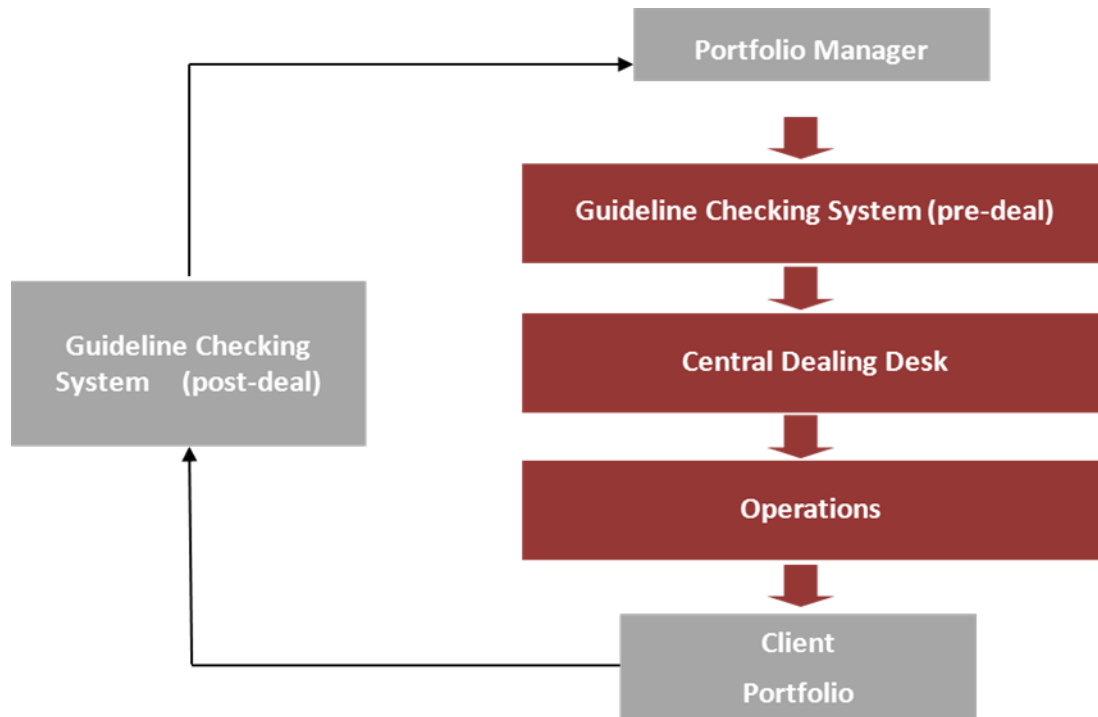 Portfolio Manager
Guideline Checking System (pre-deal)
Guideline Checking
System (post-deal)
Central Dealing Desk
Operations
Client
Portfolio